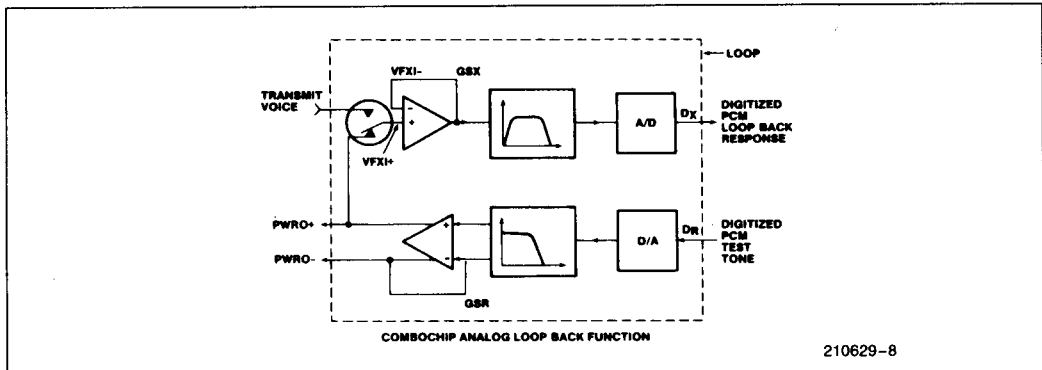 LOOP
VFXI-
GSX
TRANSMIT
VOICE
VFXI+
A/D
DX
DIGITIZED
PCM
LOOP BACK
RESPONSE
PWRO+
PWRO-
GSR
D/A
DR
DIGITIZED
PCM
TEST
TONE
COMBOCHIP ANALOG LOOP BACK FUNCTION
210629-8